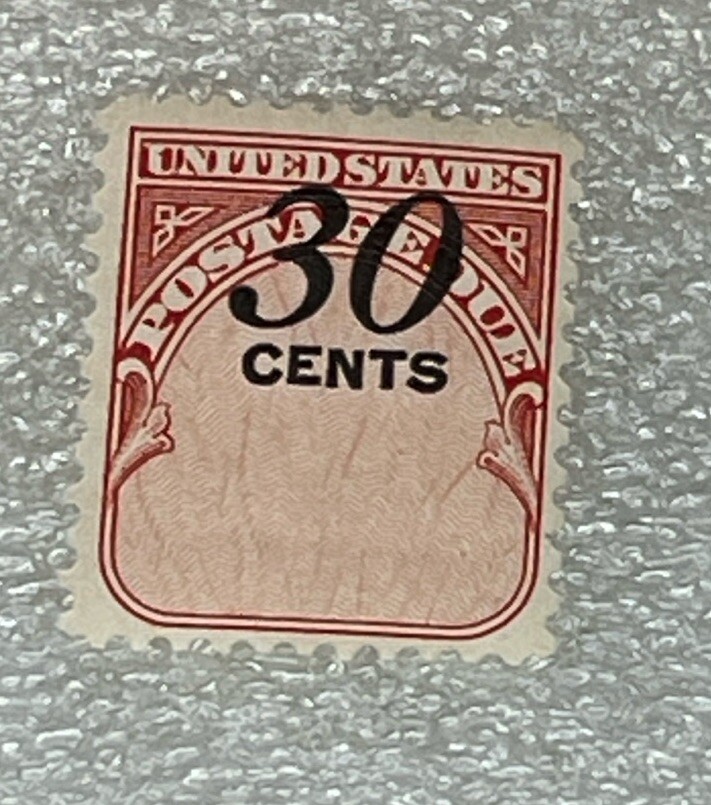 UNITED STATES
POSTAGE DUE
30
CENTS